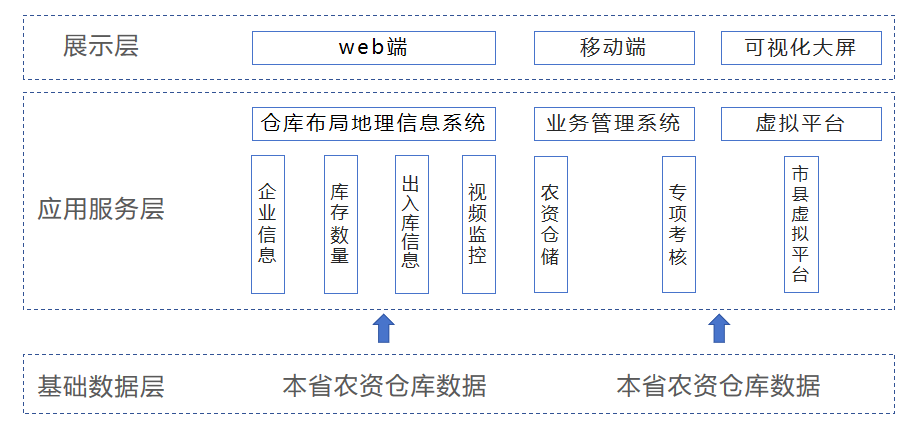 展示层
web端
移动端
可视化大屏
应用服务层
仓库布局地理信息系统
业务管理系统
虚拟平台
企业信息
库存数量
出入库信息
视频监控
农资仓储
专项考核
市县虚拟平台
基础数据层
本省农资仓库数据
本省农资仓库数据